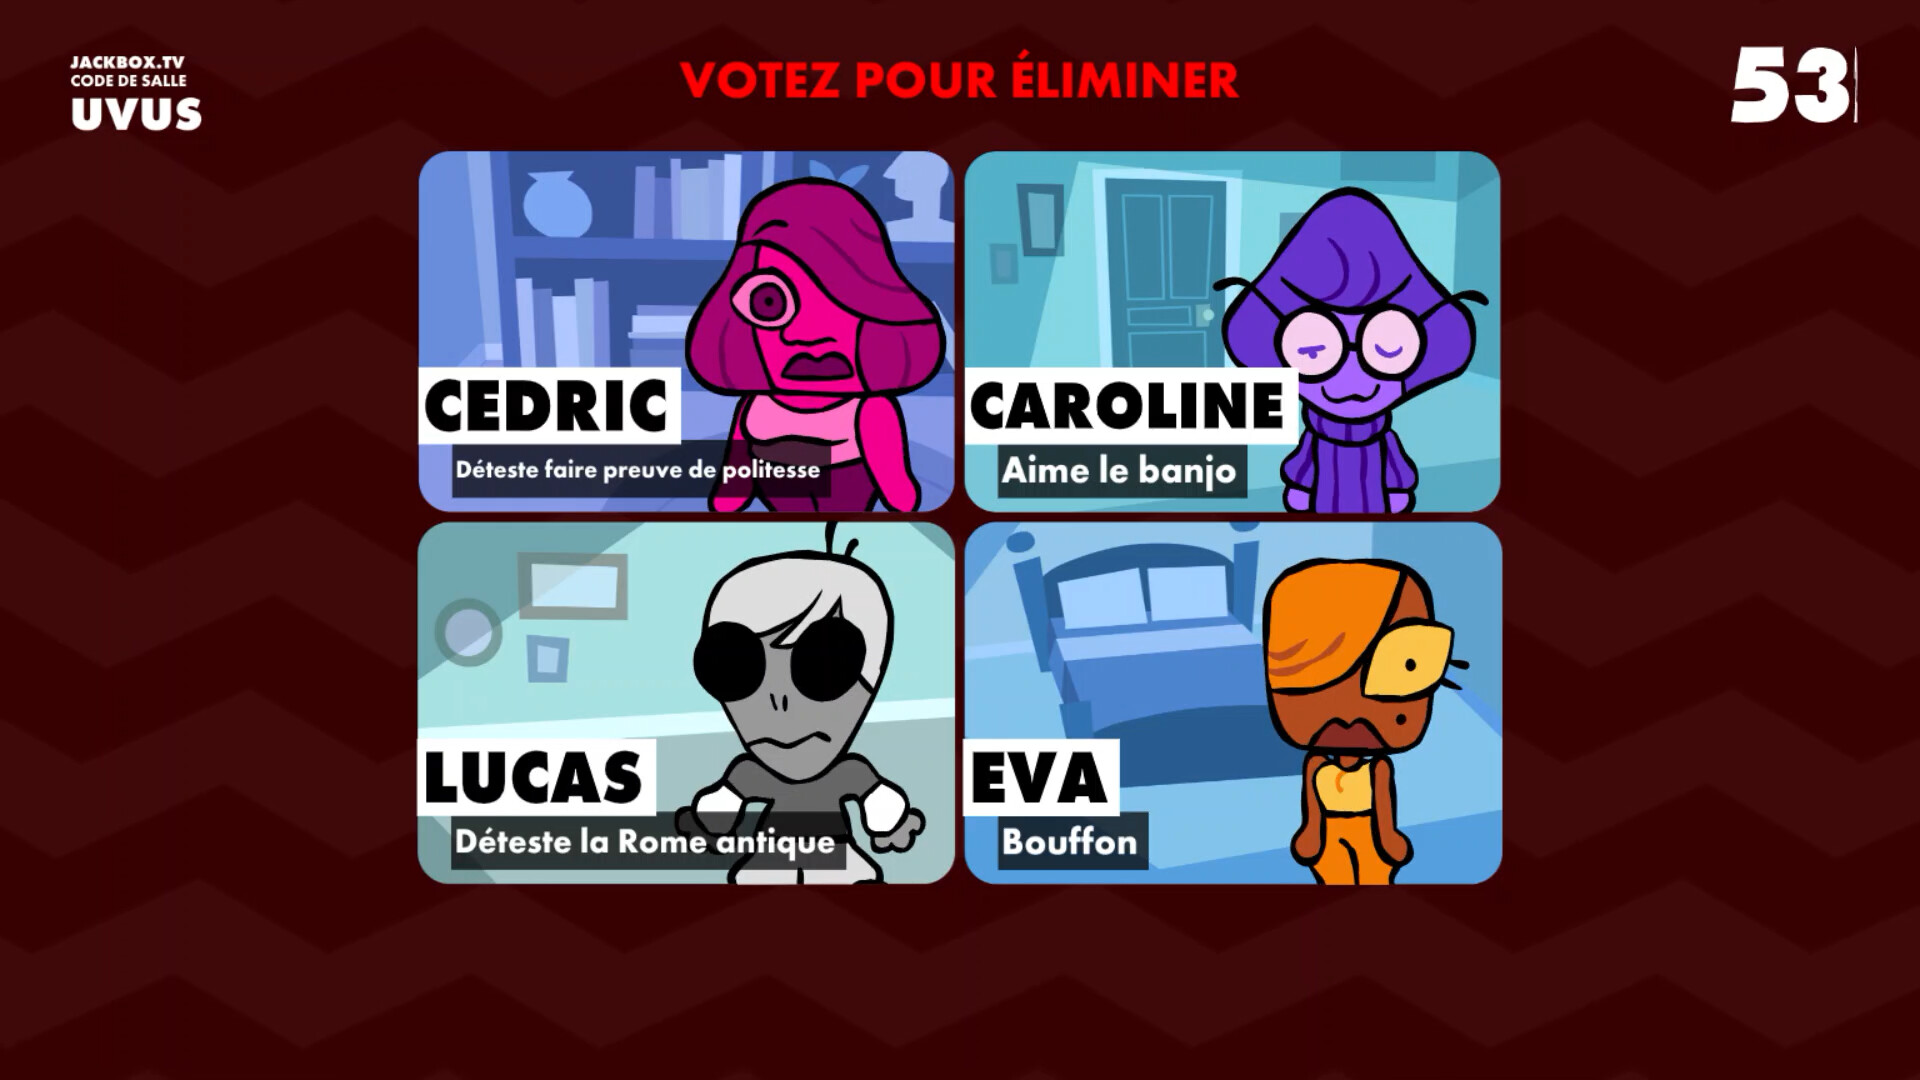 JACKBOX.TV
CODE DE SALLE
UVUS
VOTEZ POUR ÉLIMINER
53
CEDRIC
Déteste faire preuve de politesse
CAROLINE
Aime le banjo
LUCAS
Déteste la Rome antique
EVA
Bouffon